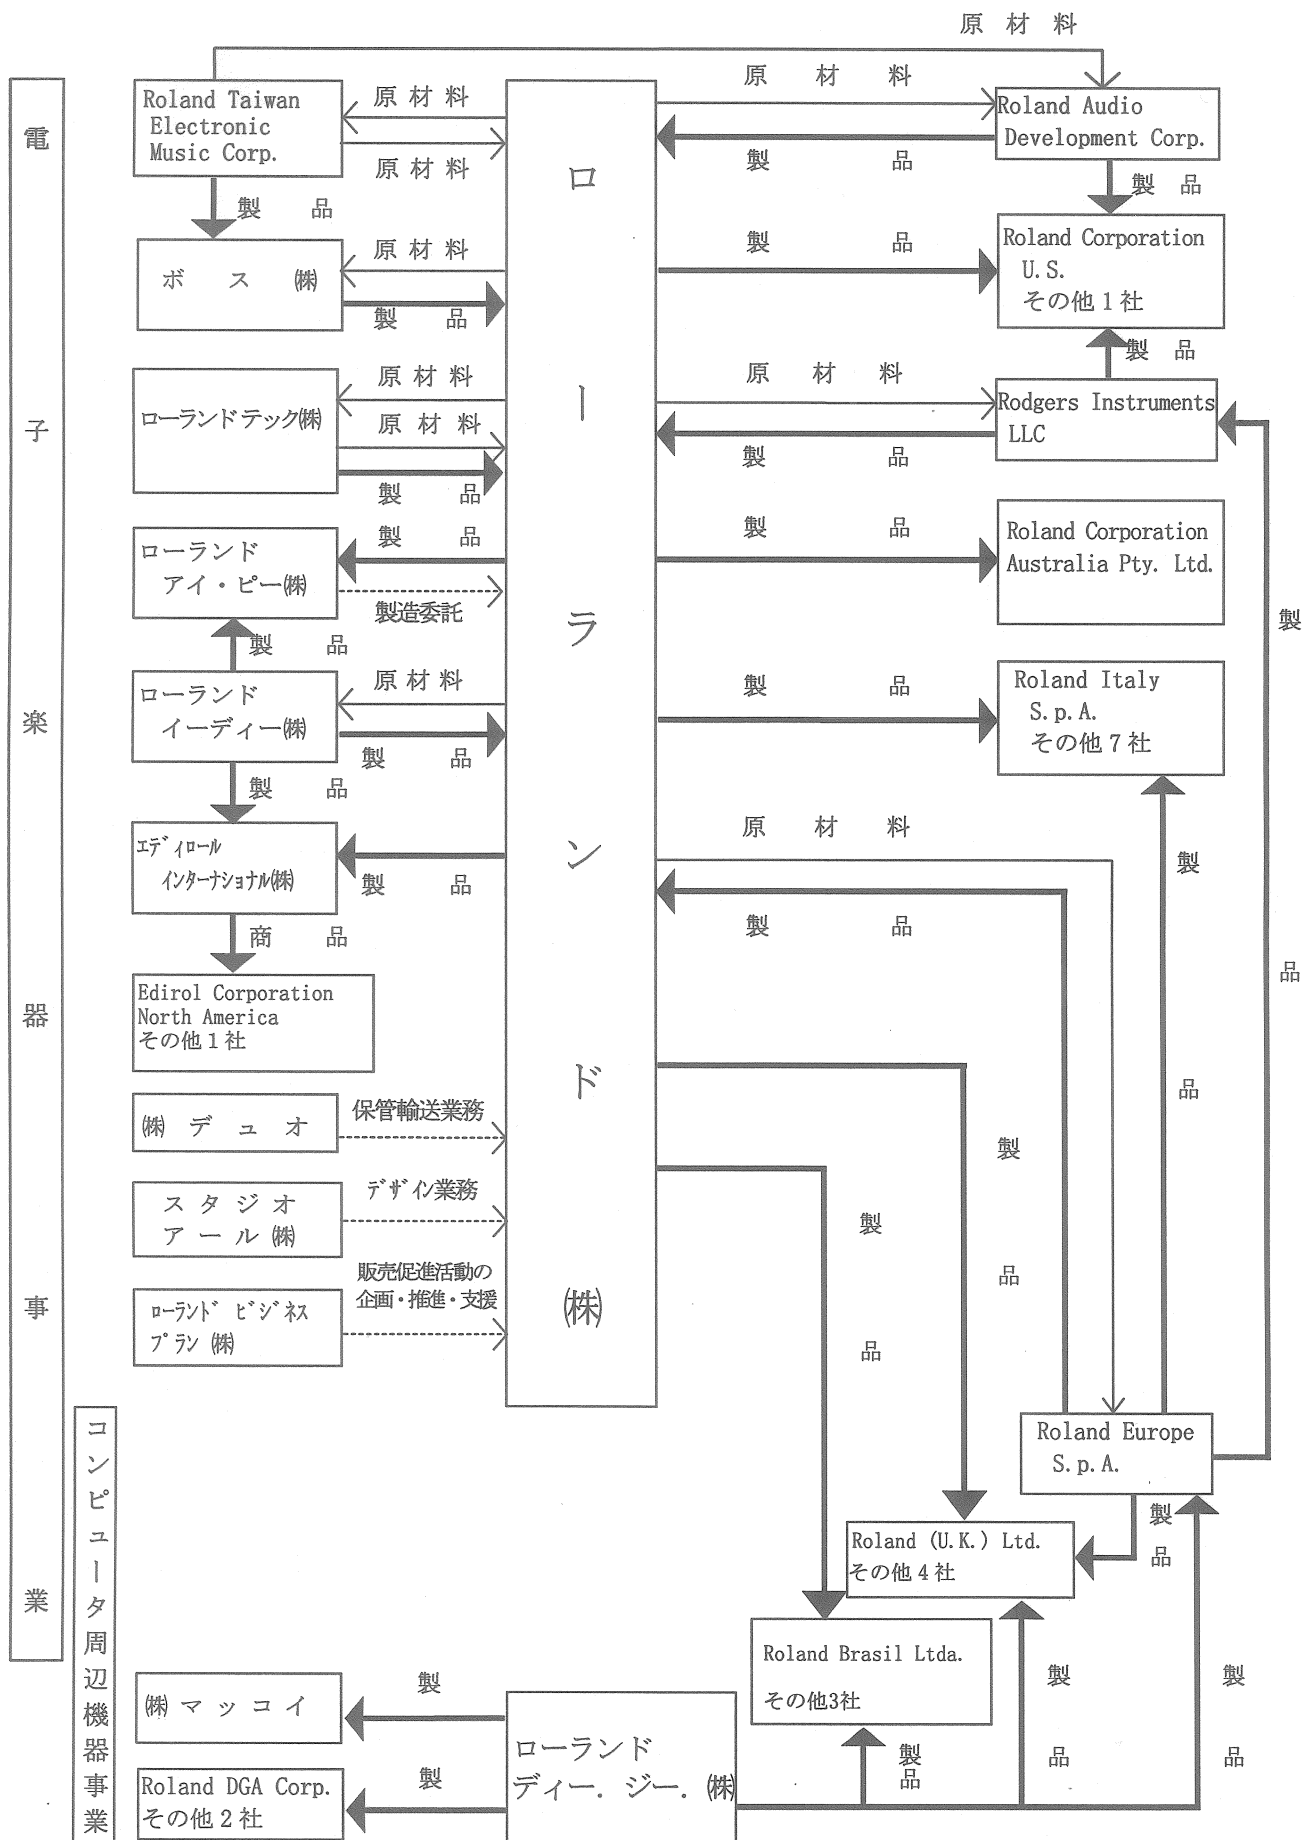 原材料
電子楽器事業
Roland Taiwan
Electronic
Music Corp.
原材料
原材料
原材料
Roland Audio
Development Corp.
製品
製品
製品
ローランド㈱
ボス㈱
原材料
製品
製品
Roland Corporation
U.S.
その他１社
製品
ローランドテック㈱
原材料
原材料
製品
原材料
Rodgers Instruments
LLC
製品
ローランド
アイ・ピー㈱
製品
製造委託
製品
Roland Corporation
Australia Pty. Ltd.
製品
製品
ローランド
イーディー㈱
原材料
製品
製品
Roland Italy
S.p.A.
その他７社
製品
エディロール
インターナショナル㈱
製品
原材料
製品
製品
商品
Edirol Corporation
North America
その他１社
㈱デュオ
保管輸送業務
製品
スタジオ
アール㈱
デザイン業務
製品
ローランド ビジネス
プラン㈱
販売促進活動の
企画・推進・支援
Roland Europe
S.p.A.
製品
Roland (U.K.) Ltd.
その他４社
Roland Brasil Ltda.
その他3社
製品
製品
製品
コンピュータ周辺機器事業
㈱マッコイ
製
ローランド
ディー．ジー．㈱
Roland DGA Corp.
その他２社
製